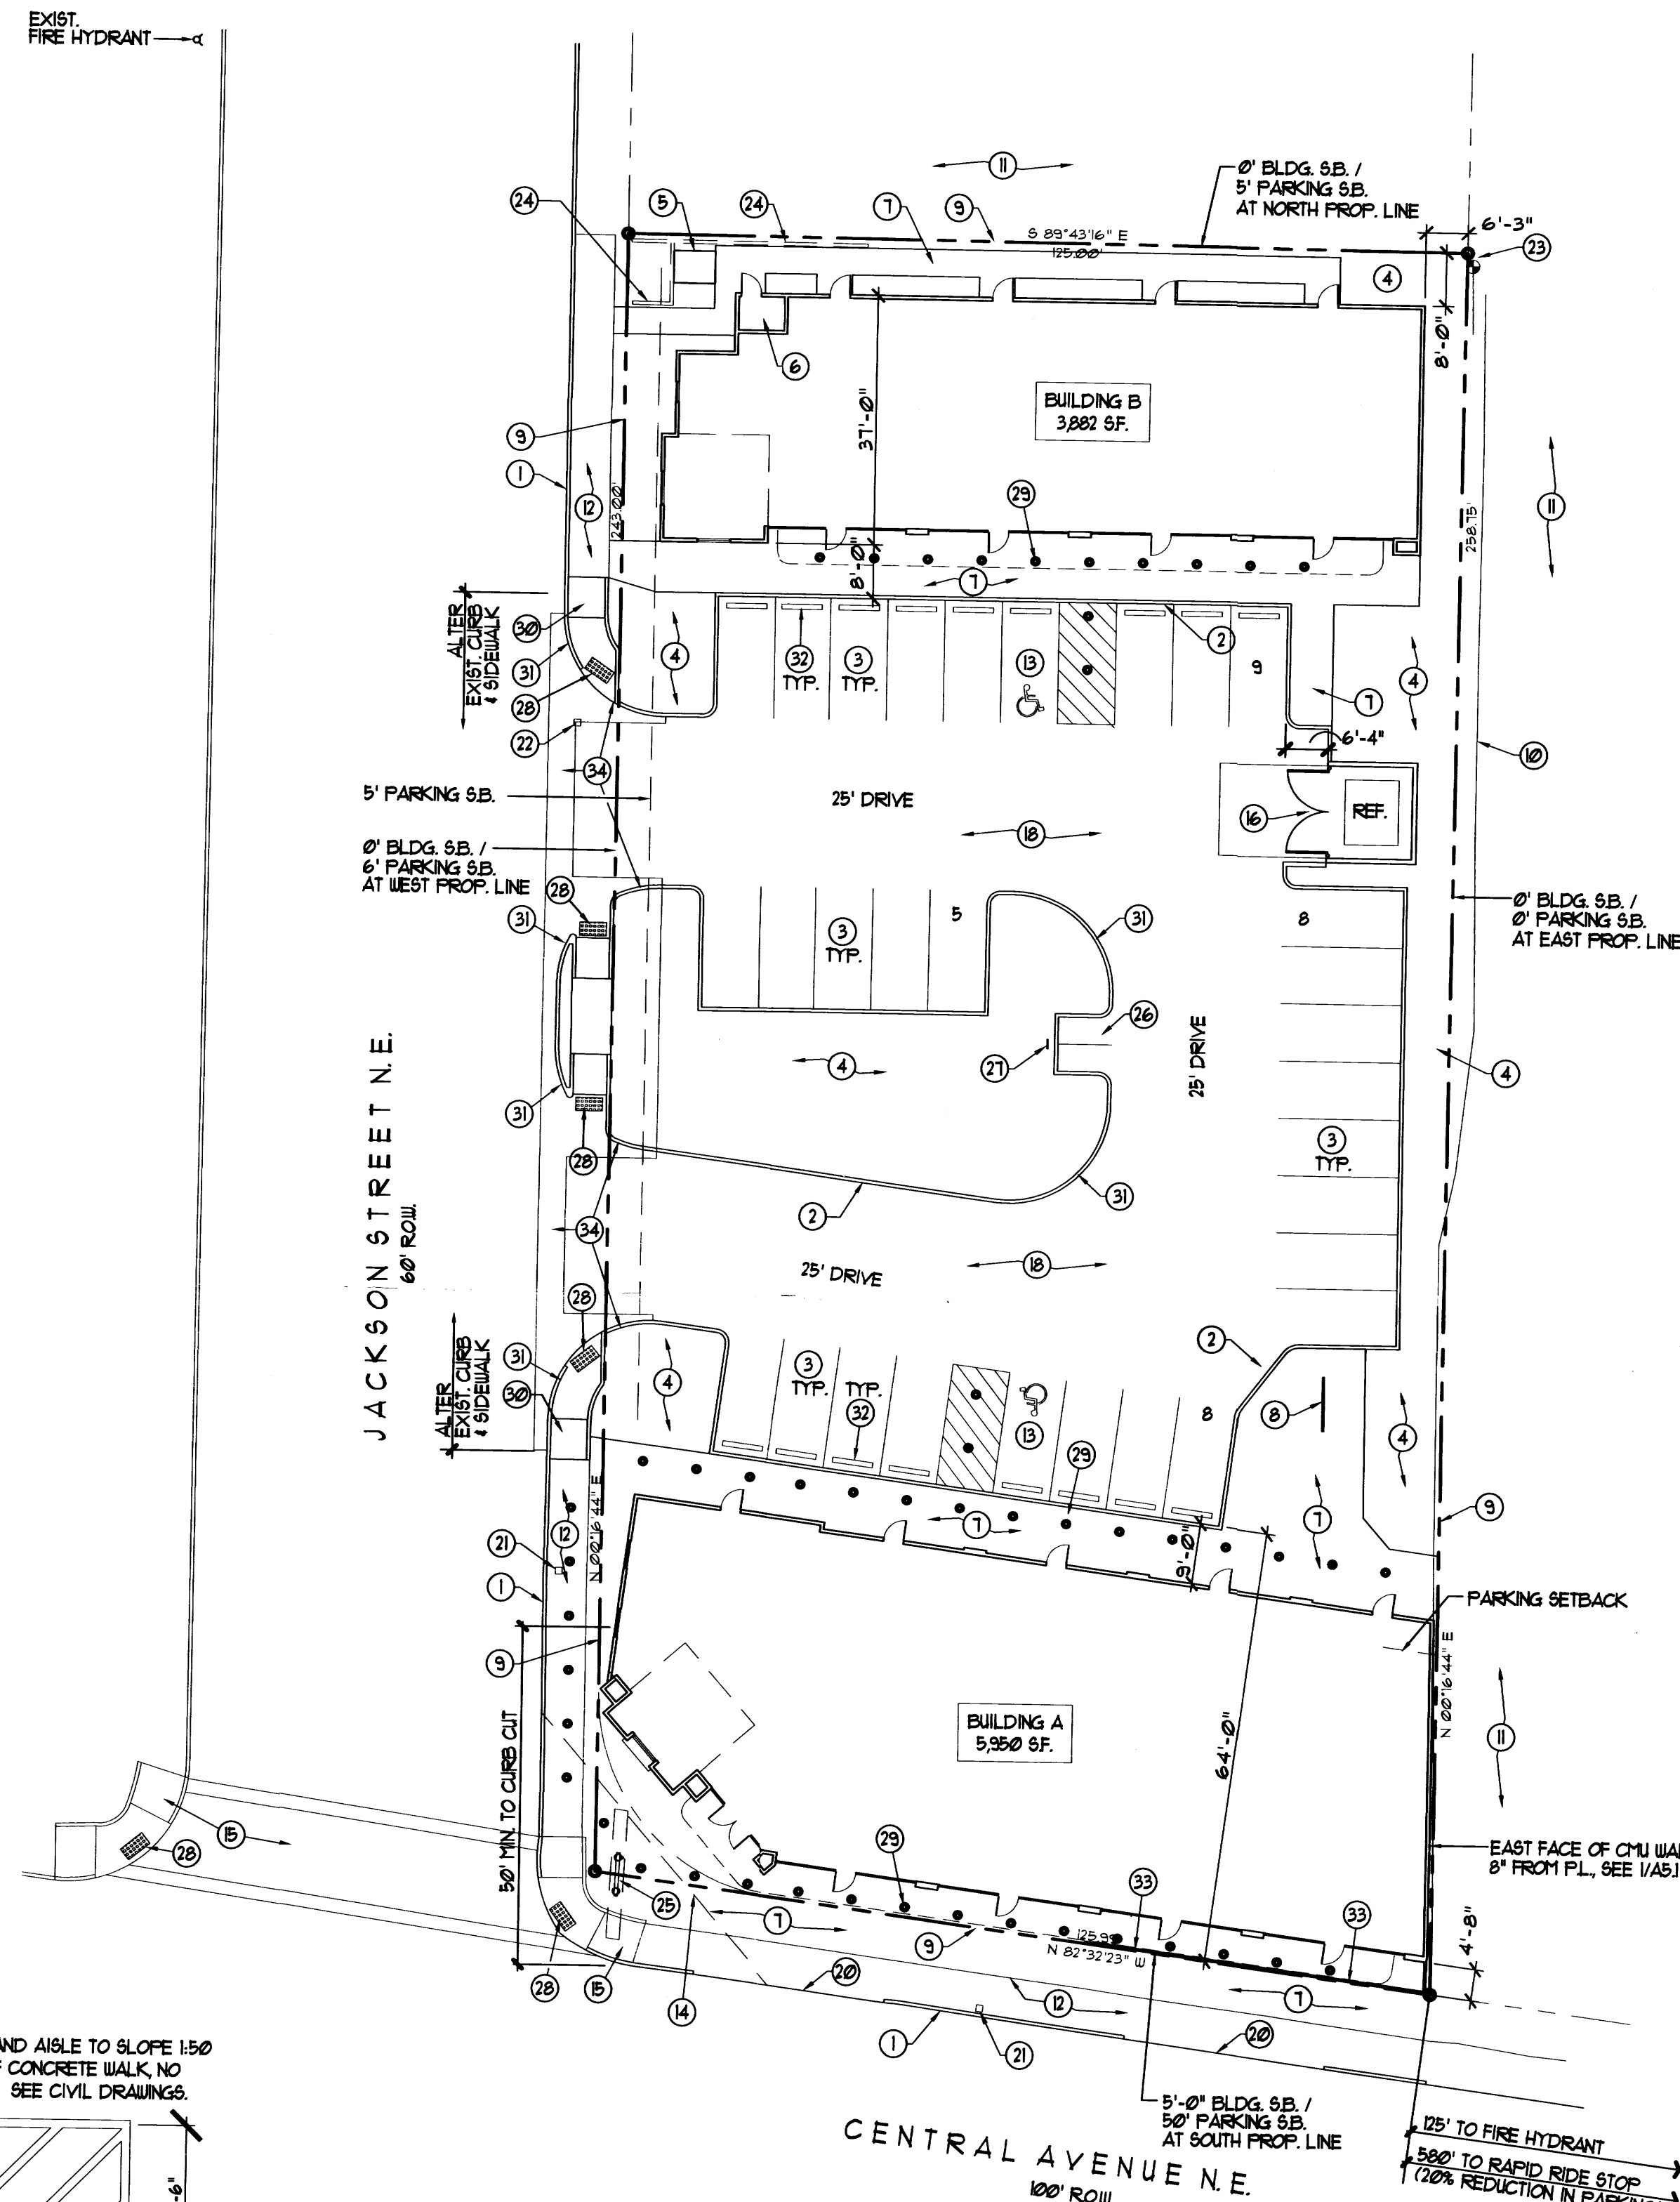 EXIST.
FIRE HYDRANT
11
0' BLDG. S.B. /
5' PARKING S.B.
AT NORTH PROP. LINE
24
5
24
7
9
S 89°43'16" E
125.00'
6'-3"
23
4
8'-0"
6
37'-0"
BUILDING B
3,882 SF.
9
1
12
243.00'
29
11
258.75'
8'-0"
7
ALTER
EXIST. CURB
& SIDEWALK
30
31
28
22
4
32
TYP.
3
TYP.
13
2
9
7
4
6'-4"
10
34
5' PARKING S.B.
25' DRIVE
18
16
REF.
0' BLDG. S.B. /
6' PARKING S.B.
AT WEST PROP. LINE
28
31
3
TYP.
5
31
8
0' BLDG. S.B. /
0' PARKING S.B.
AT EAST PROP. LINE
26
27
4
25' DRIVE
4
JACKSON STREET N.E.
60' R.O.W.
31
28
3
TYP.
31
2
34
25' DRIVE
18
28
ALTER
EXIST. CURB
& SIDEWALK
31
30
4
3
TYP.
TYP.
32
13
8
2
8
4
29
7
9'-0"
7
9
N 00°16'44" E
12
21
1
PARKING SETBACK
9
50' MIN. TO CURB CUT
BUILDING A
5,950 S.F.
64'-0"
N 00°16'44" E
11
15
28
29
25
33
33
EAST FACE OF CMU WA
8" FROM P.L., SEE 1/A5.1
7
9
125.99'
N 82°32'23" W
4'-8"
28
15
14
20
12
7
1
21
20
AND AISLE TO SLOPE 1:50
CONCRETE WALK, NO
SEE CIVIL DRAWINGS.
5'-0" BLDG. S.B. /
50' PARKING S.B.
AT SOUTH PROP. LINE
CENTRAL AVENUE N.E.
100' R.O.W.
125' TO FIRE HYDRANT
580' TO RAPID RIDE STOP
(20% REDUCTION IN PARKING
-6"